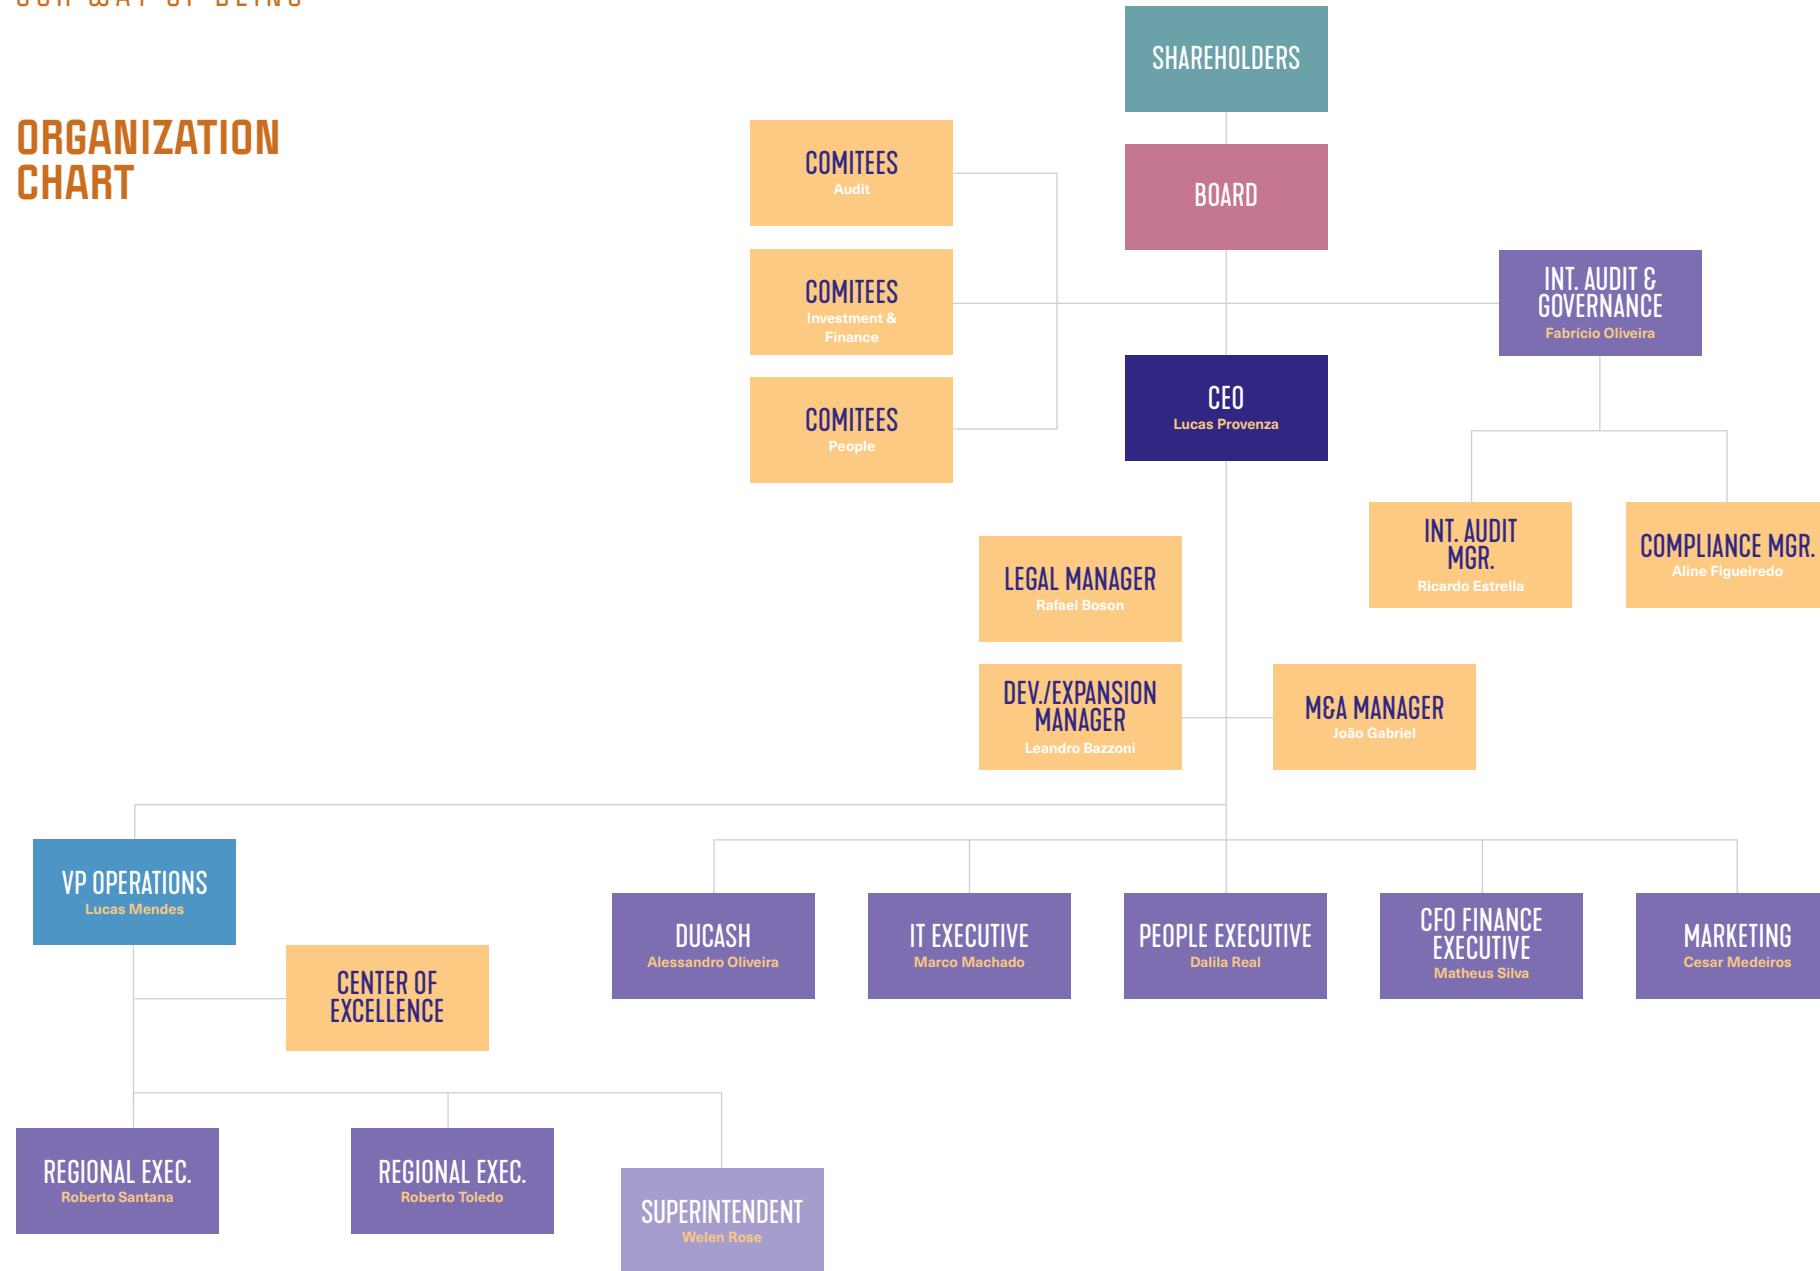 OUR WAY OF BEING
ORGANIZATION
CHART
SHAREHOLDERS
COMITEES
Audit
BOARD
COMITEES
Investment &
Finance
INT. AUDIT &
GOVERNANCE
Fabrício Oliveira
CEO
Lucas Provenza
COMITEES
People
LEGAL MANAGER
Rafael Boson
INT. AUDIT
MGR.
Ricardo Estrella
COMPLIANCE MGR.
Aline Figueiredo
DEV./EXPANSION
MANAGER
Leandro Bazzoni
M&A MANAGER
João Gabriel
VP OPERATIONS
Lucas Mendes
DUCASH
Alessandro Oliveira
IT EXECUTIVE
Marco Machado
PEOPLE EXECUTIVE
Dalila Real
CFO FINANCE
EXECUTIVE
Matheus Silva
MARKETING
Cesar Medeiros
CENTER OF
EXCELLENCE
REGIONAL EXEC.
Roberto Santana
REGIONAL EXEC.
Roberto Toledo
SUPERINTENDENT
Welen Rose